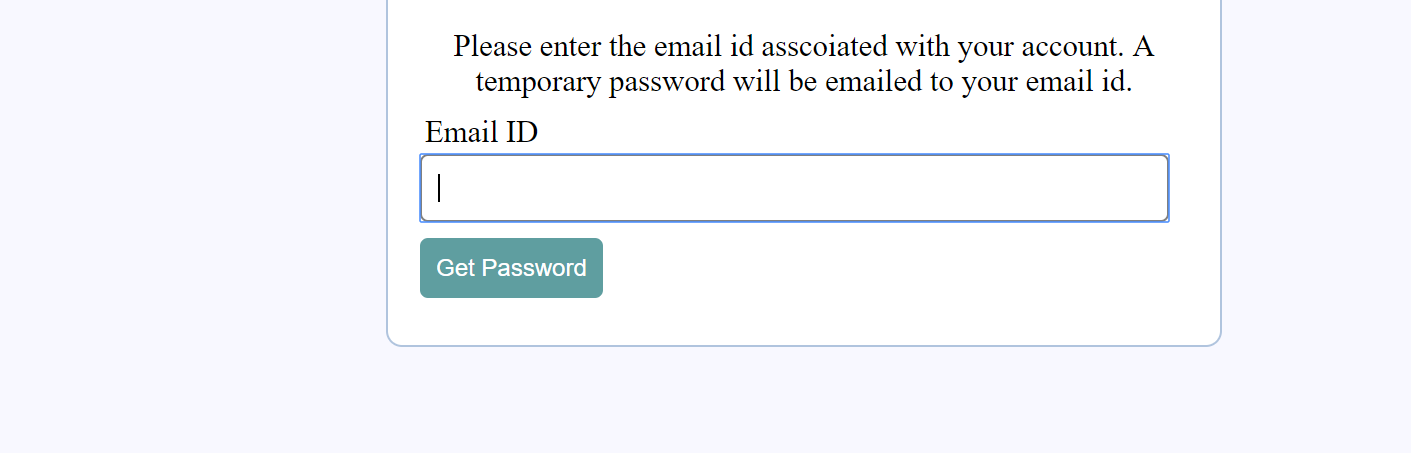 Please enter the email id asscoiated with your account. A
temporary password will be emailed to your email id.
Email ID
Get Password